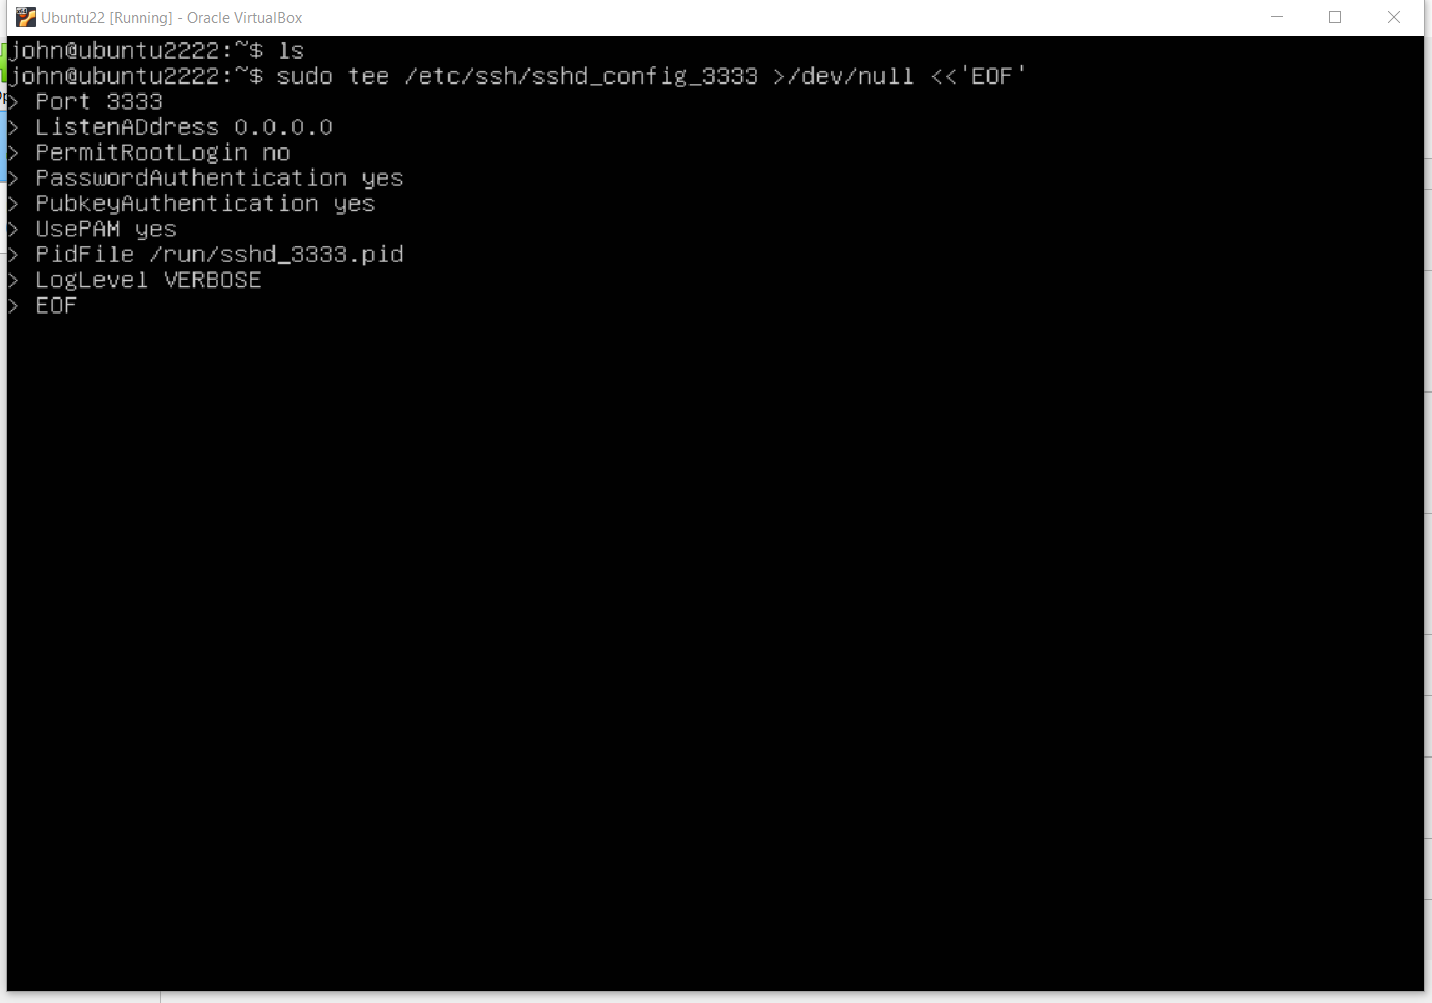 Ubuntu22 [Running] - Oracle VirtualBox
john@ubuntu2222:~$ ls
john@ubuntu2222:~$ sudo tee /etc/ssh/sshd_config_3333 >/dev/null <<'EOF'
> Port 3333
> ListenADdress 0.0.0.0
> PermitRootLogin no
> PasswordAuthentication yes
> PubkeyAuthentication yes
> UsePAM yes
> PidFile /run/sshd_3333.pid
> LogLevel VERBOSE
> EOF